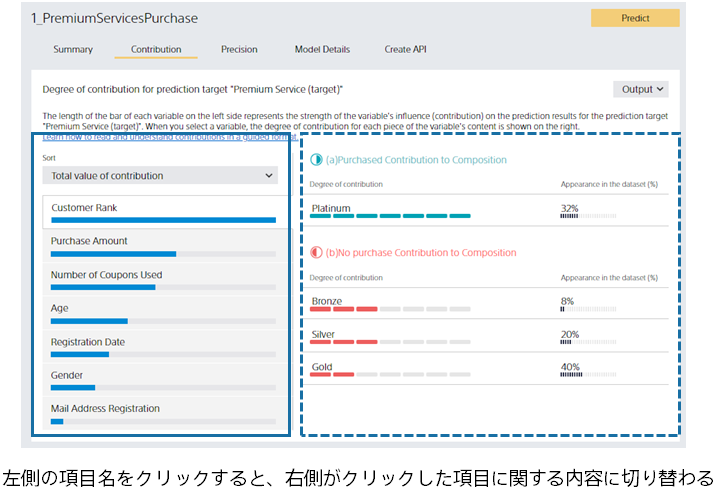 1_PremiumServicesPurchase
Predict
Summary Contribution Precision Model Details Create API
Degree of contribution for prediction target "Premium Service (target)"
Output
The length of the bar of each variable on the left side represents the strength of the variable's influence (contribution) on the prediction results for the prediction target
"Premium Service (target)". When you select a variable, the degree of contribution for each piece of the variable's content is shown on the right.
Learn how to read and understand contributions in a guided format.
Sort
Total value of contribution
Customer Rank
Purchase Amount
Number of Coupons Used
Age
Registration Date
Gender
Mail Address Registration
(a)Purchased Contribution to Composition
Degree of contribution Appearance in the dataset (%)
Platinum 32%
(b)No purchase Contribution to Composition
Degree of contribution Appearance in the dataset (%)
Bronze 8%
Silver 20%
Gold 40%
左側の項目名をクリックすると、右側がクリックした項目に関する内容に切り替わる